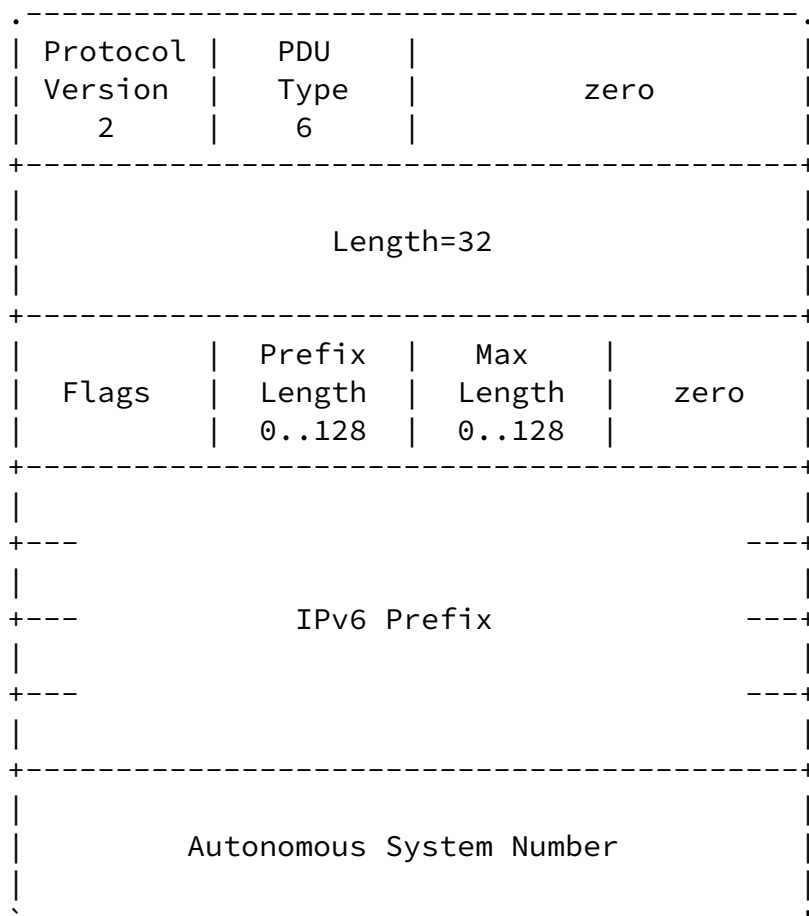 .-------------------------------------------.
| Protocol |   PDU    |                     |
| Version  |   Type   |         zero        |
|    2     |    6     |                     |
+-------------------------------------------+
|                                           |
|                 Length=32                 |
|                                           |
+-------------------------------------------+
|          |  Prefix  |   Max    |          |
|  Flags   |  Length  |  Length  |   zero   |
|          |  0..128  |  0..128  |          |
+-------------------------------------------+
|                                           |
+---                                     ---+
|                                           |
+---            IPv6 Prefix              ---+
|                                           |
+---                                     ---+
|                                           |
+-------------------------------------------+
|                                           |
|         Autonomous System Number          |
|                                           |